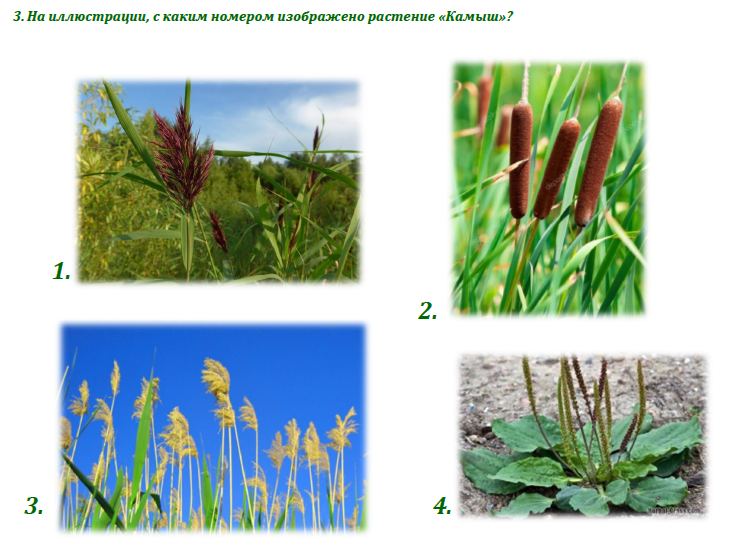 3. На иллюстрации, с каким номером изображено растение «Камыш»?
1.
2.
3.
4.